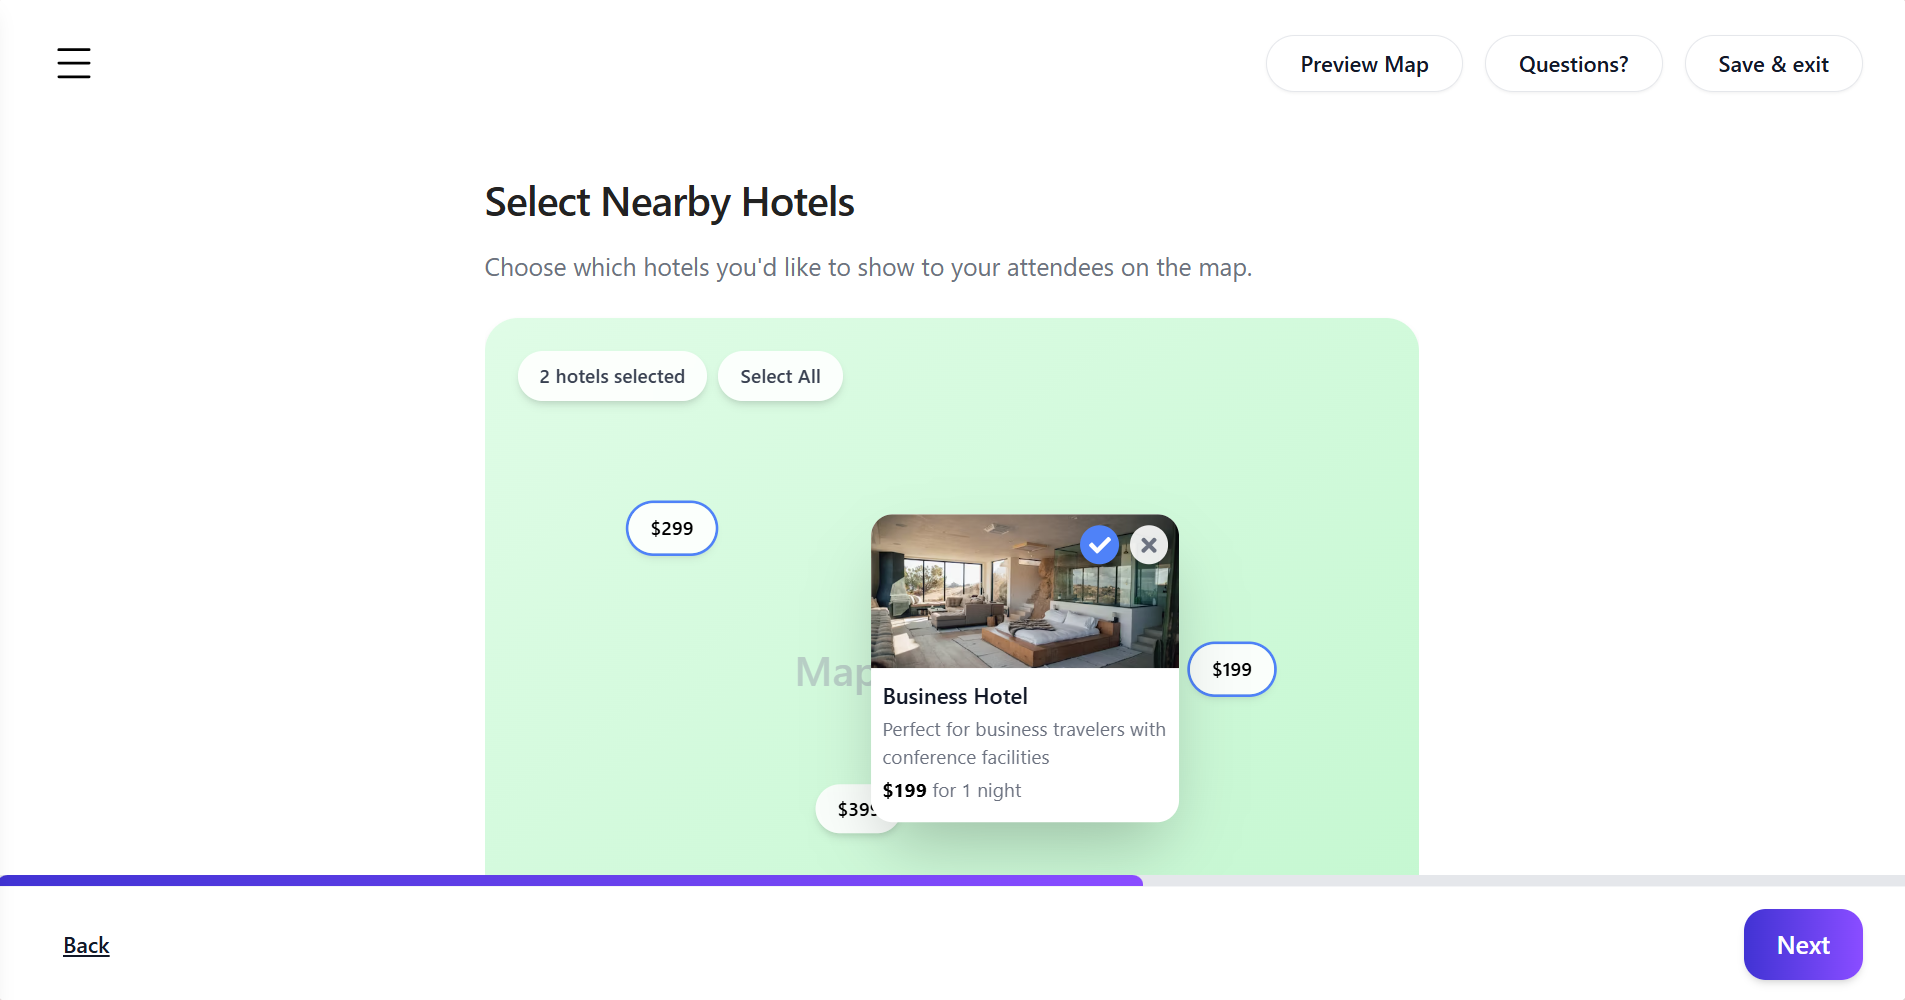 Preview Map
Questions?
Save & exit
Select Nearby Hotels
Choose which hotels you'd like to show to your attendees on the map.
2 hotels selected
Select All
$299
Map
$199
Business Hotel
Perfect for business travelers with
conference facilities
$199 for 1 night
$399
Back
Next